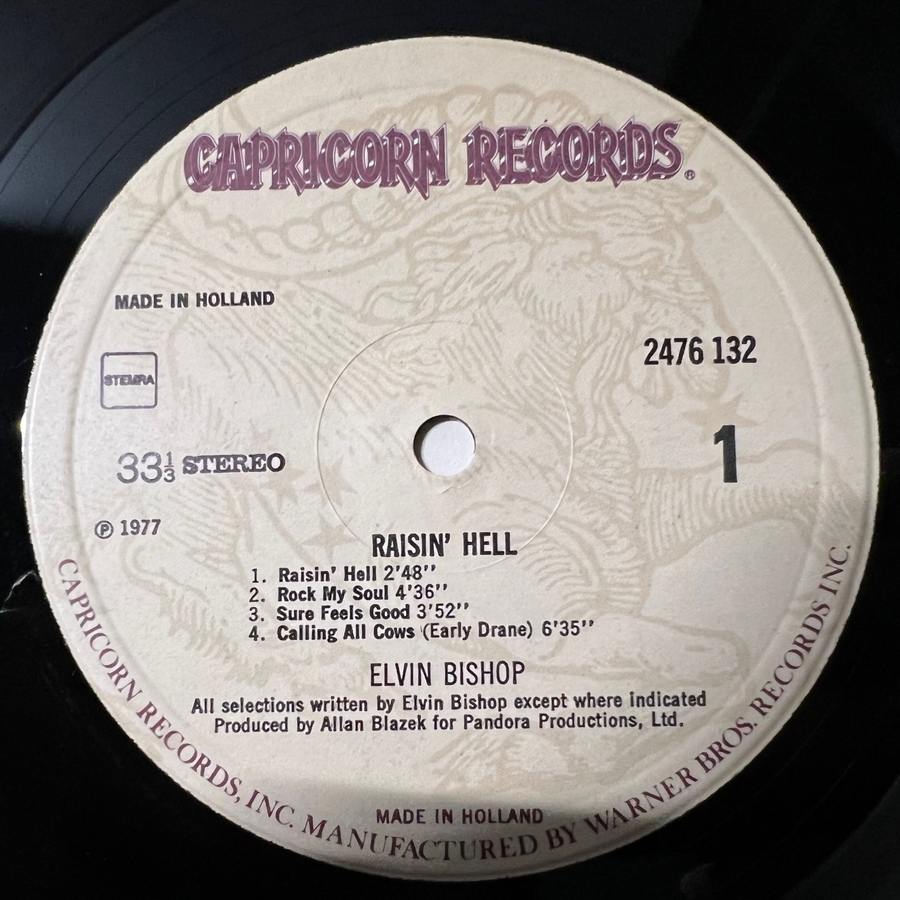 CAPRICORN RECORDS®
MADE IN HOLLAND
STEMRA
2476 132
33⅓ STEREO
1
℗ 1977
RAISIN' HELL
1. Raisin' Hell 2'48''
2. Rock My Soul 4'36''
3. Sure Feels Good 3'52''
4. Calling All Cows (Early Drane) 6'35''
ELVIN BISHOP
All selections written by Elvin Bishop except where indicated
Produced by Allan Blazek for Pandora Productions, Ltd.
MADE IN HOLLAND
CAPRICORN RECORDS, INC. MANUFACTURED BY WARNER BROS. RECORDS INC.